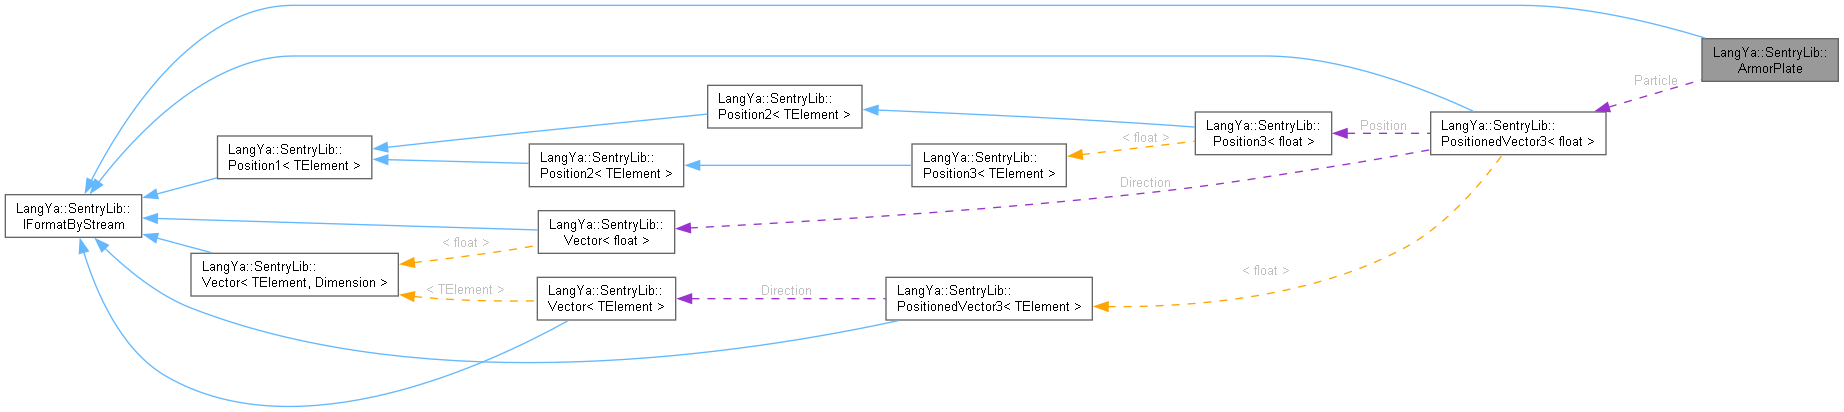 LangYa::SentryLib::
ArmorPlate
Particle
LangYa::SentryLib::
Position2< TElement >
LangYa::SentryLib::
Position3< float >
Position
LangYa::SentryLib::
PositionedVector3< float >
< float >
LangYa::SentryLib::
Position1< TElement >
LangYa::SentryLib::
Position2< TElement >
LangYa::SentryLib::
Position3< TElement >
Direction
LangYa::SentryLib::
IFormatByStream
LangYa::SentryLib::
Vector< float >
< float >
LangYa::SentryLib::
Vector< TElement, Dimension >
< float >
< TElement >
LangYa::SentryLib::
Vector< TElement >
Direction
LangYa::SentryLib::
PositionedVector3< TElement >